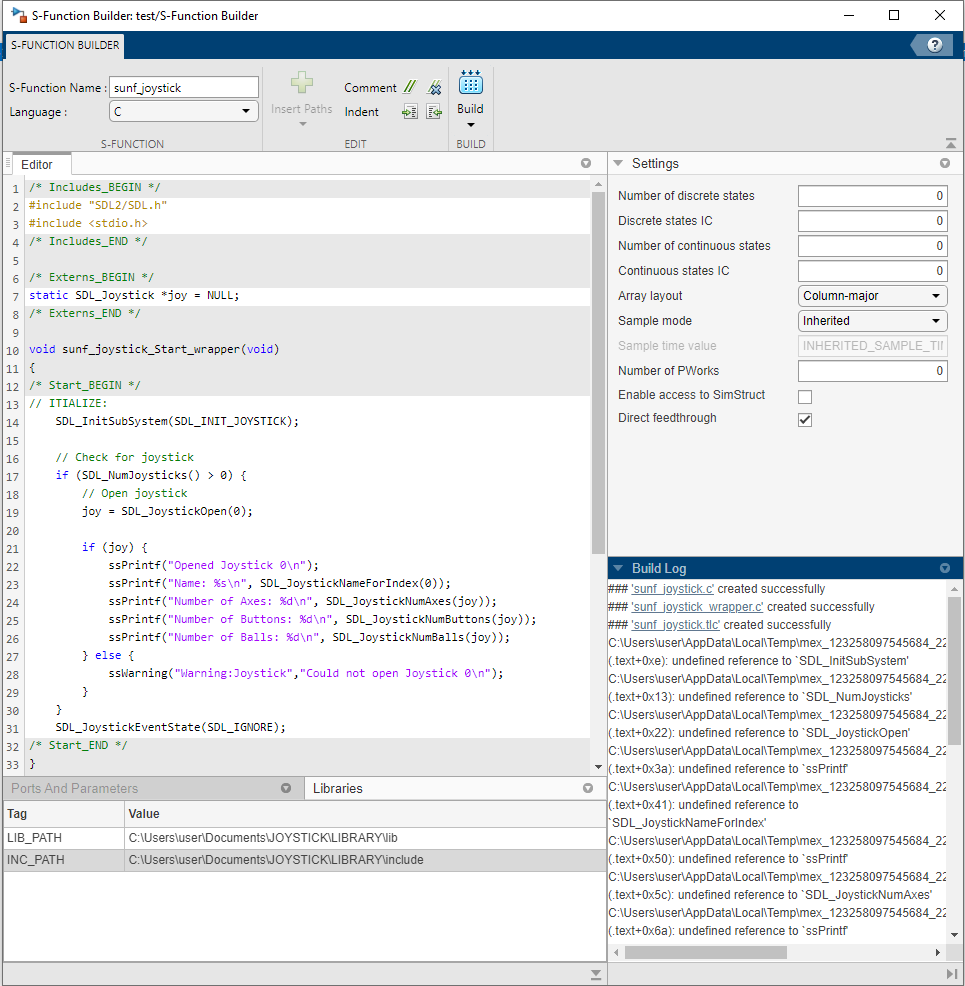 S-Function Builder: test/S-Function Builder
S-FUNCTION BUILDER
?
S-Function Name : sunf_joystick
Language : C
S-FUNCTION
Insert Paths
Comment
Indent
EDIT
Build
BUILD
Editor
1 /* Includes_BEGIN */
2 #include "SDL2/SDL.h"
3 #include <stdio.h>
4 /* Includes_END */
5
6 /* Externs_BEGIN */
7 static SDL_Joystick *joy = NULL;
8 /* Externs_END */
9
10 void sunf_joystick_Start_wrapper(void)
11 {
12 /* Start_BEGIN */
13 // ITIALIZE:
14 SDL_InitSubSystem(SDL_INIT_JOYSTICK);
15
16 // Check for joystick
17 if (SDL_NumJoysticks() > 0) {
18 // Open joystick
19 joy = SDL_JoystickOpen(0);
20
21 if (joy) {
22 ssPrintf("Opened Joystick 0\n");
23 ssPrintf("Name: %s\n", SDL_JoystickNameForIndex(0));
24 ssPrintf("Number of Axes: %d\n", SDL_JoystickNumAxes(joy));
25 ssPrintf("Number of Buttons: %d\n", SDL_JoystickNumButtons(joy));
26 ssPrintf("Number of Balls: %d\n", SDL_JoystickNumBalls(joy));
27 } else {
28 ssWarning("Warning:Joystick","Could not open Joystick 0\n");
29 }
30 }
31 SDL_JoystickEventState(SDL_IGNORE);
32 /* Start_END */
33 }
Ports And Parameters
Libraries
Tag Value
LIB_PATH C:\Users\user\Documents\JOYSTICK\LIBRARY\lib
INC_PATH C:\Users\user\Documents\JOYSTICK\LIBRARY\include
Settings
Number of discrete states 0
Discrete states IC 0
Number of continuous states 0
Continuous states IC 0
Array layout Column-major
Sample mode Inherited
Sample time value INHERITED_SAMPLE_TI
Number of PWorks 0
Enable access to SimStruct
Direct feedthrough
Build Log
### 'sunf_joystick.c' created successfully
### 'sunf_joystick_wrapper.c' created successfully
### 'sunf_joystick.tlc' created successfully
C:\Users\user\AppData\Local\Temp\mex_123258097545684_22
(.text+0xe): undefined reference to `SDL_InitSubSystem'
C:\Users\user\AppData\Local\Temp\mex_123258097545684_22
(.text+0x13): undefined reference to `SDL_NumJoysticks'
C:\Users\user\AppData\Local\Temp\mex_123258097545684_22
(.text+0x22): undefined reference to `SDL_JoystickOpen'
C:\Users\user\AppData\Local\Temp\mex_123258097545684_22
(.text+0x3a): undefined reference to `ssPrintf'
C:\Users\user\AppData\Local\Temp\mex_123258097545684_22
(.text+0x41): undefined reference to
`SDL_JoystickNameForIndex'
C:\Users\user\AppData\Local\Temp\mex_123258097545684_22
(.text+0x50): undefined reference to `ssPrintf'
C:\Users\user\AppData\Local\Temp\mex_123258097545684_22
(.text+0x5c): undefined reference to `SDL_JoystickNumAxes'
C:\Users\user\AppData\Local\Temp\mex_123258097545684_22
(.text+0x6a): undefined reference to `ssPrintf'